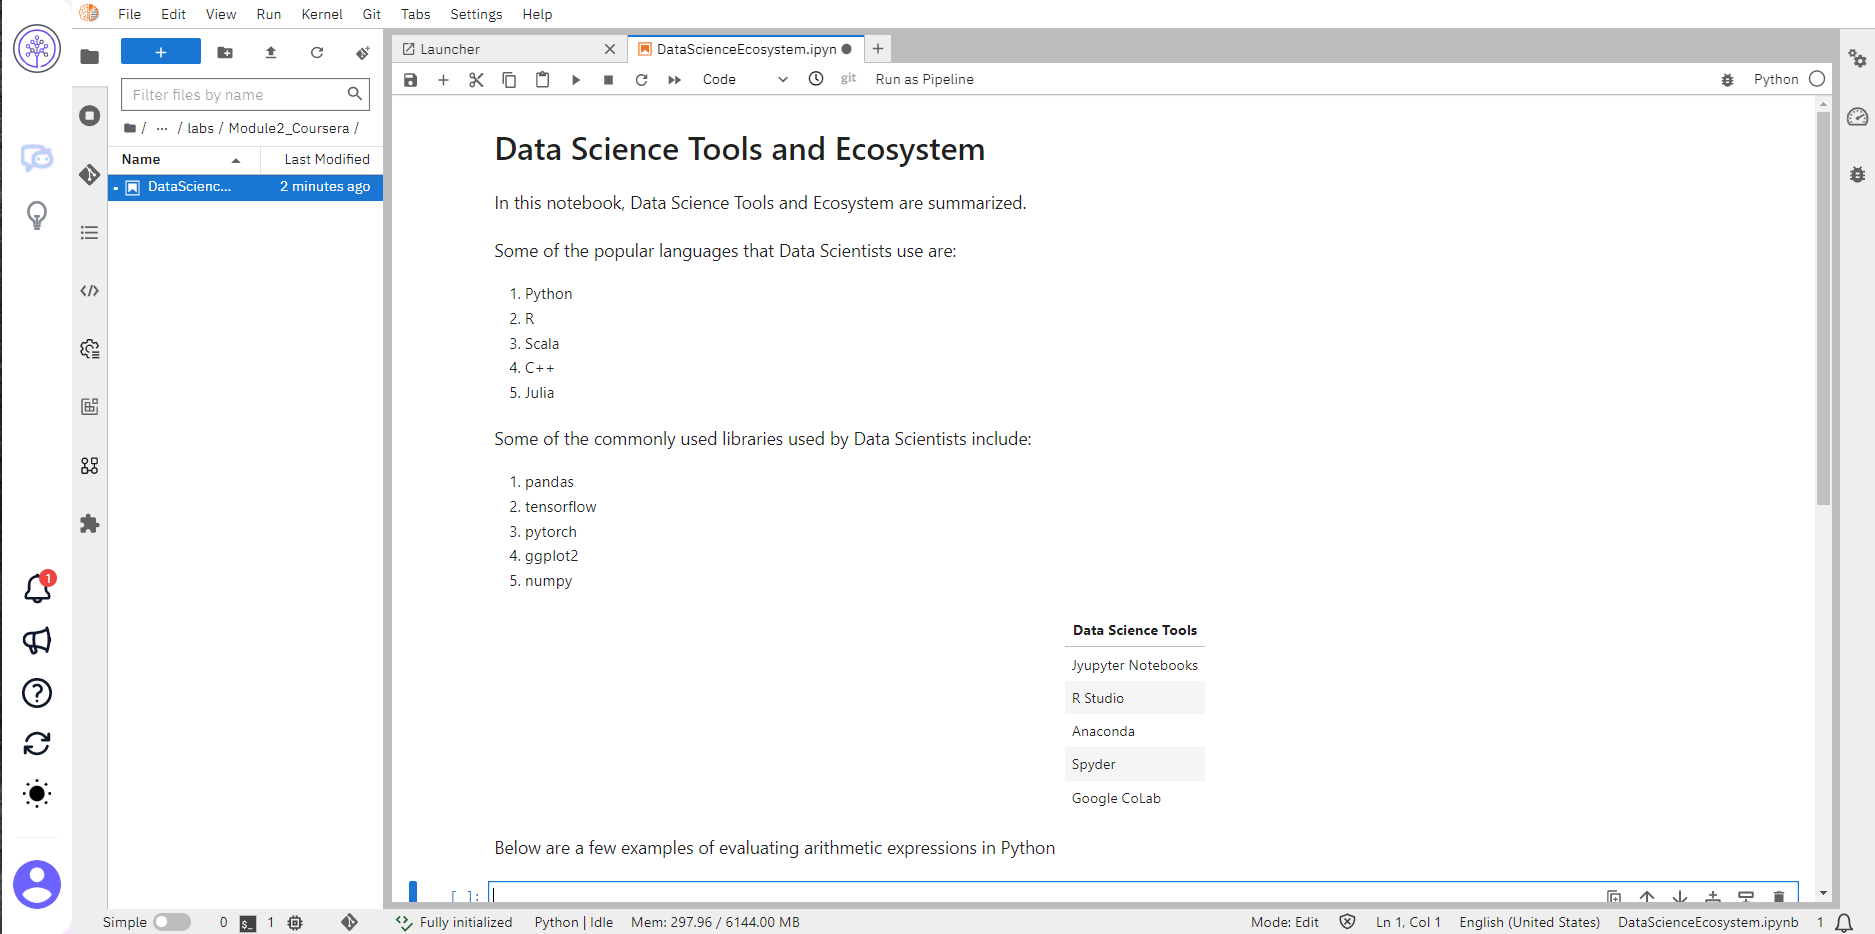 File Edit View Run Kernel Git Tabs Settings Help
Launcher
DataScienceEcosystem.ipyn
Code
git
Run as Pipeline
Python
Filter files by name
/ ... / labs / Module2_Coursera /
Name Last Modified
DataScienc... 2 minutes ago
Data Science Tools and Ecosystem
In this notebook, Data Science Tools and Ecosystem are summarized.
Some of the popular languages that Data Scientists use are:
1. Python
2. R
3. Scala
4. C++
5. Julia
Some of the commonly used libraries used by Data Scientists include:
1. pandas
2. tensorflow
3. pytorch
4. ggplot2
5. numpy
Data Science Tools
Jyupyter Notebooks
R Studio
Anaconda
Spyder
Google CoLab
Below are a few examples of evaluating arithmetic expressions in Python
[ ]:
1
Simple 0 $_ 1 Fully initialized Python | Idle Mem: 297.96 / 6144.00 MB Mode: Edit Ln 1, Col 1 English (United States) DataScienceEcosystem.ipynb 1